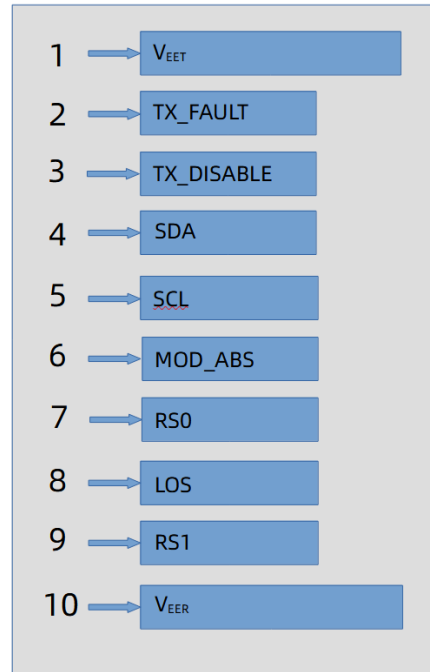 1 VEET
2 TX_FAULT
3 TX_DISABLE
4 SDA
5 SCL
6 MOD_ABS
7 RS0
8 LOS
9 RS1
10 VEER